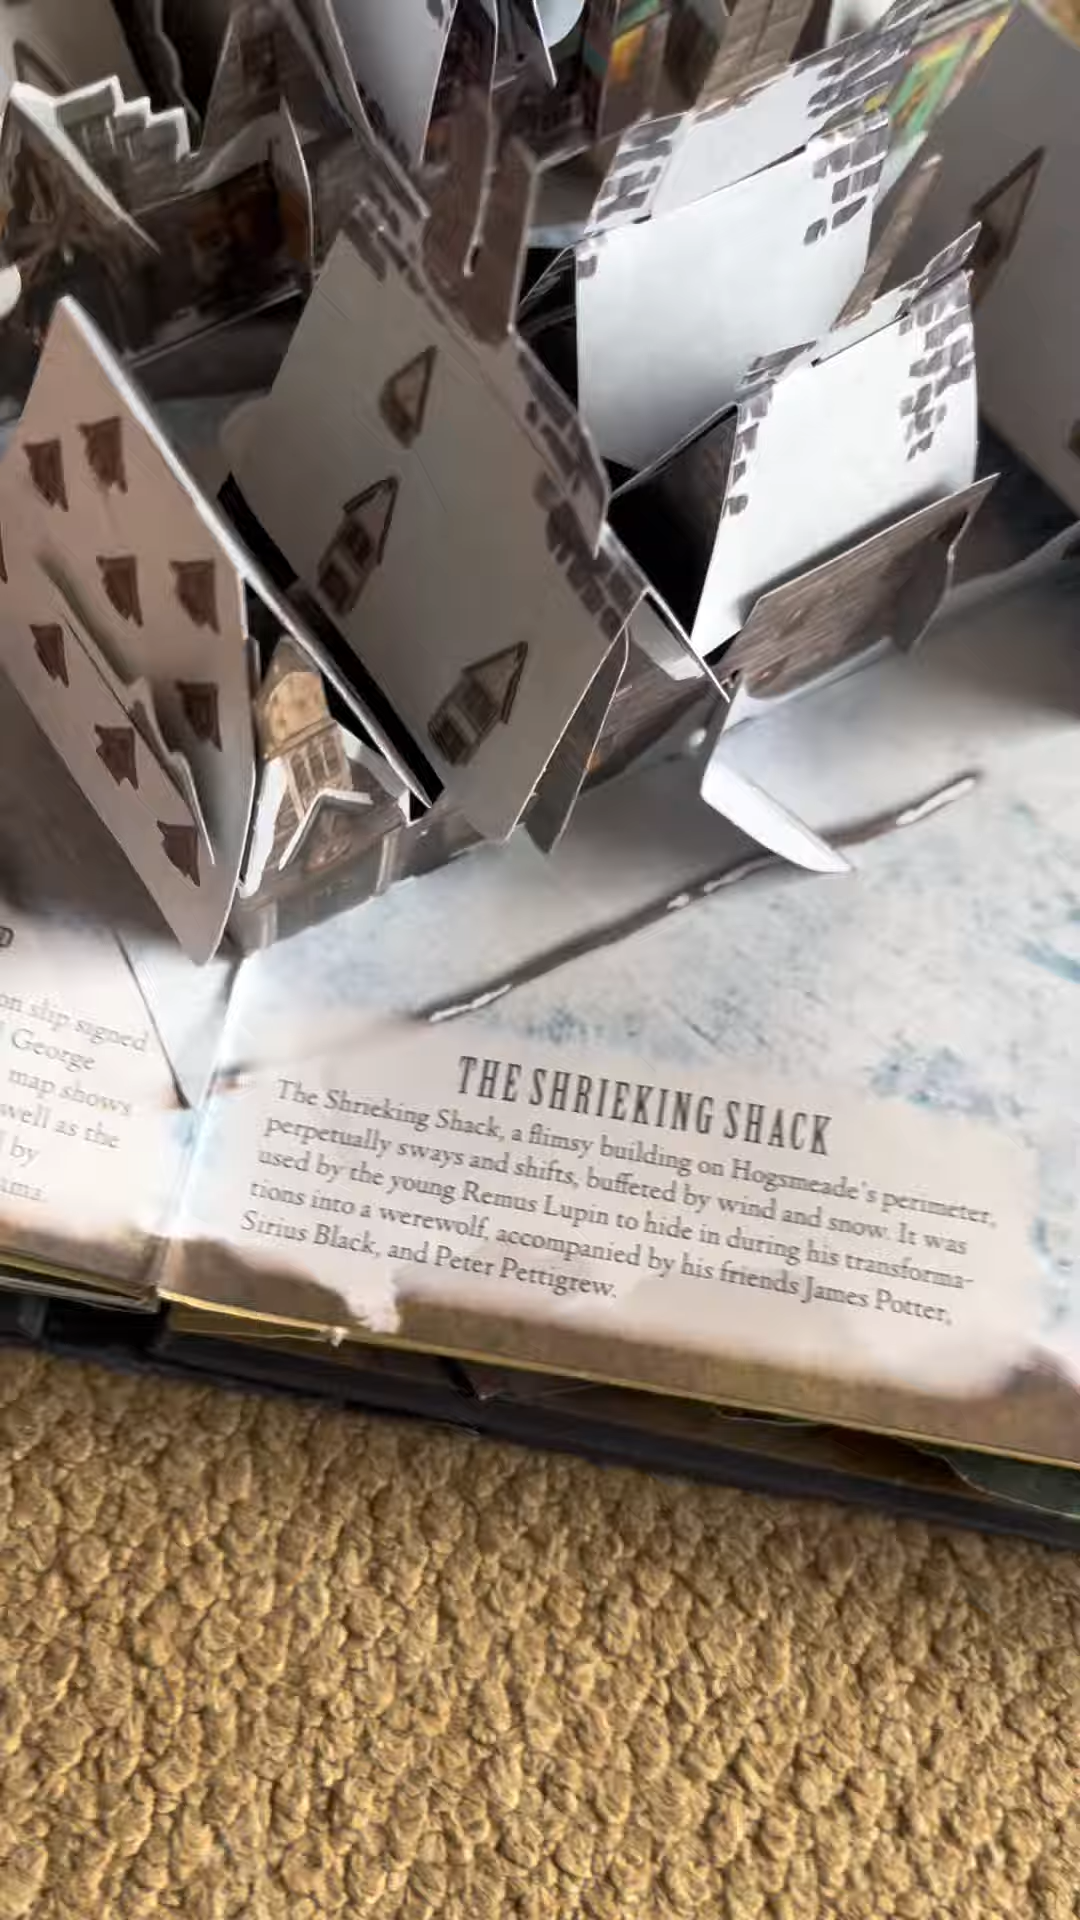 on slip signed
George
map shows
well as the
by
THE SHRIEKING SHACK
The Shrieking Shack, a flimsy building on Hogsmeade's perimeter,
perpetually sways and shifts, buffeted by wind and snow. It was
used by the young Remus Lupin to hide in during his transforma-
tions into a werewolf, accompanied by his friends James Potter,
Sirius Black, and Peter Pettigrew.